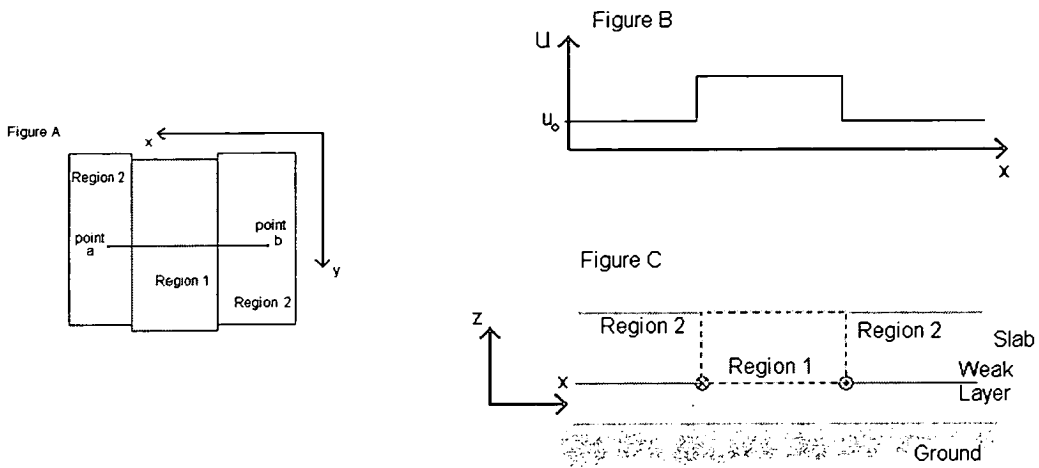 Figure A
x
Region 2
point
a
Region 1
point
b
Region 2
y
Figure B
u
u₀
x
Figure C
z
x
Region 2
Region 1
Region 2
Slab
Weak
Layer
Ground